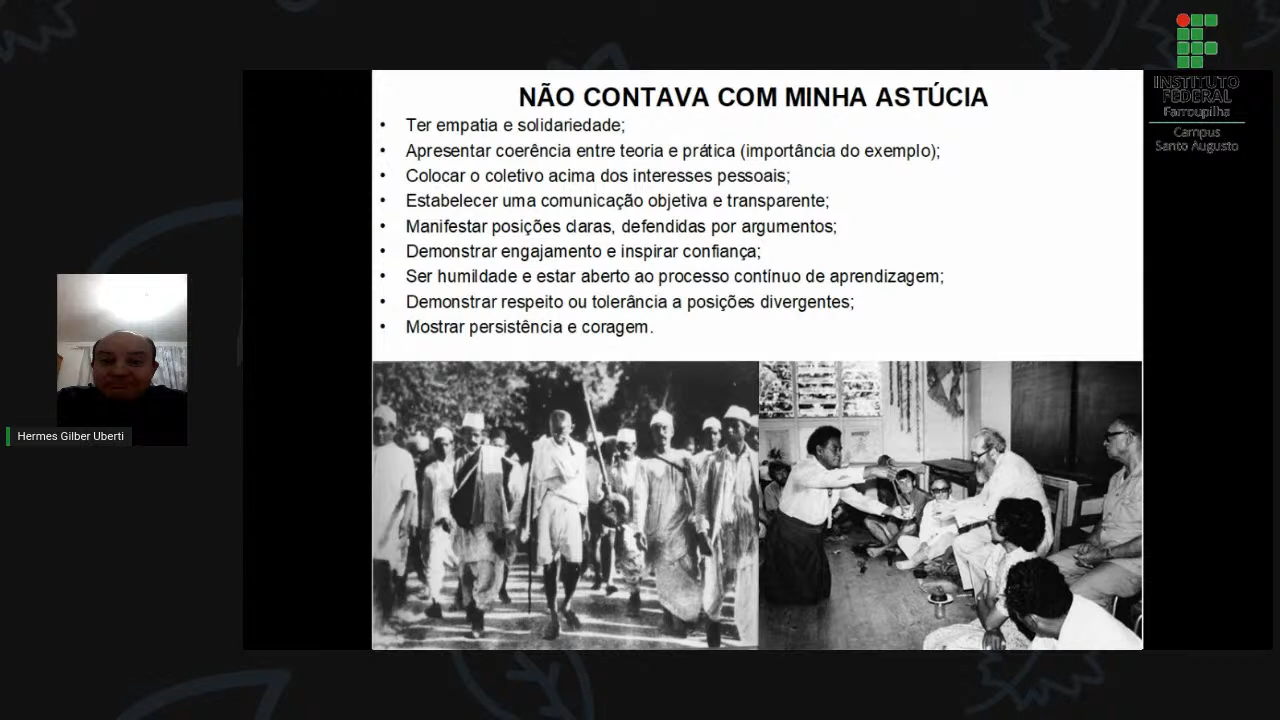 NÃO CONTAVA COM MINHA ASTÚCIA
• Ter empatia e solidariedade;
• Apresentar coerência entre teoria e prática (importância do exemplo);
• Colocar o coletivo acima dos interesses pessoais;
• Estabelecer uma comunicação objetiva e transparente;
• Manifestar posições claras, defendidas por argumentos;
• Demonstrar engajamento e inspirar confiança;
• Ser humildade e estar aberto ao processo contínuo de aprendizagem;
• Demonstrar respeito ou tolerância a posições divergentes;
• Mostrar persistência e coragem.
INSTITUTO
FEDERAL
Farroupilha
Campus
Santo Augusto
Hermes Gilber Uberti